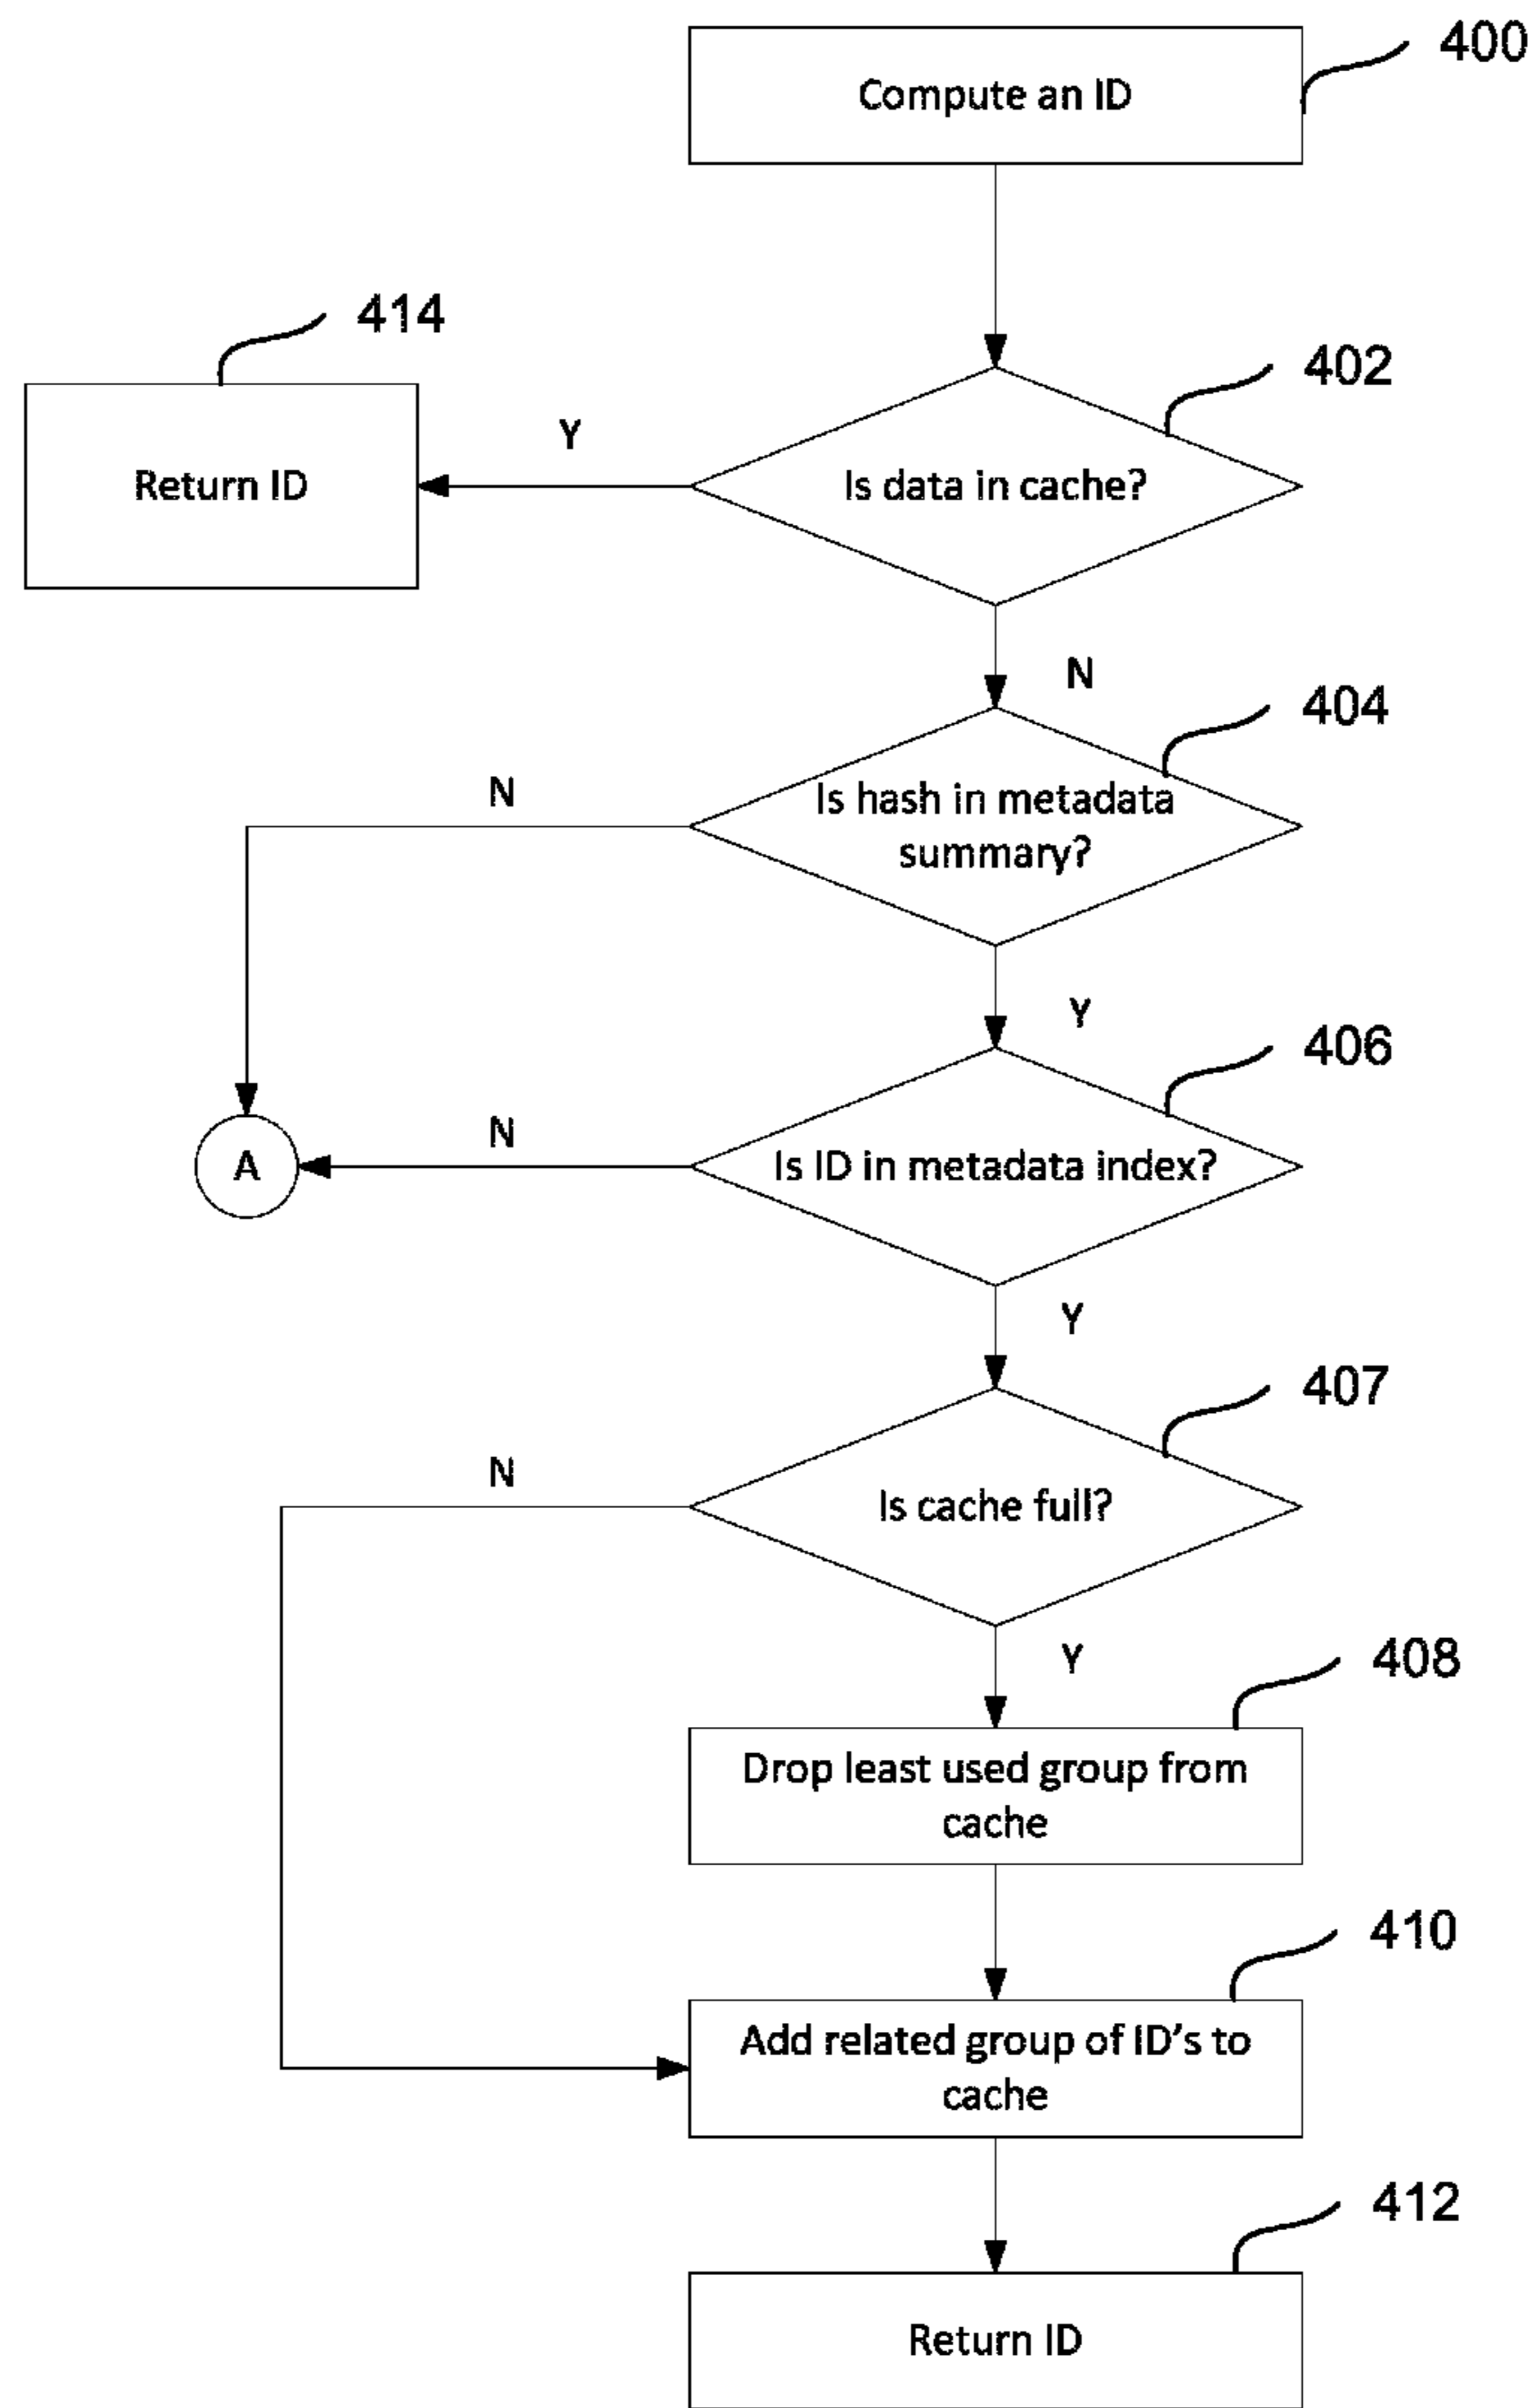 400
Compute an ID
414
402
Y
Return ID
Is data in cache?
N
404
N
Is hash in metadata
summary?
Y
406
N
A
Is ID in metadata index?
Y
407
N
Is cache full?
Y
408
Drop least used group from
cache
410
Add related group of ID's to
cache
412
Return ID